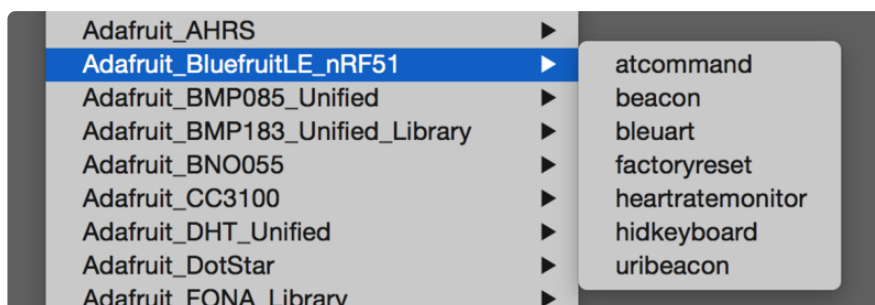 Adafruit_AHRS
Adafruit_BluefruitLE_nRF51
Adafruit_BMP085_Unified
Adafruit_BMP183_Unified_Library
Adafruit_BNO055
Adafruit_CC3100
Adafruit_DHT_Unified
Adafruit_DotStar
Adafruit_FONA_Library
atcommand
beacon
bleuart
factoryreset
heartratemonitor
hidkeyboard
uribeacon